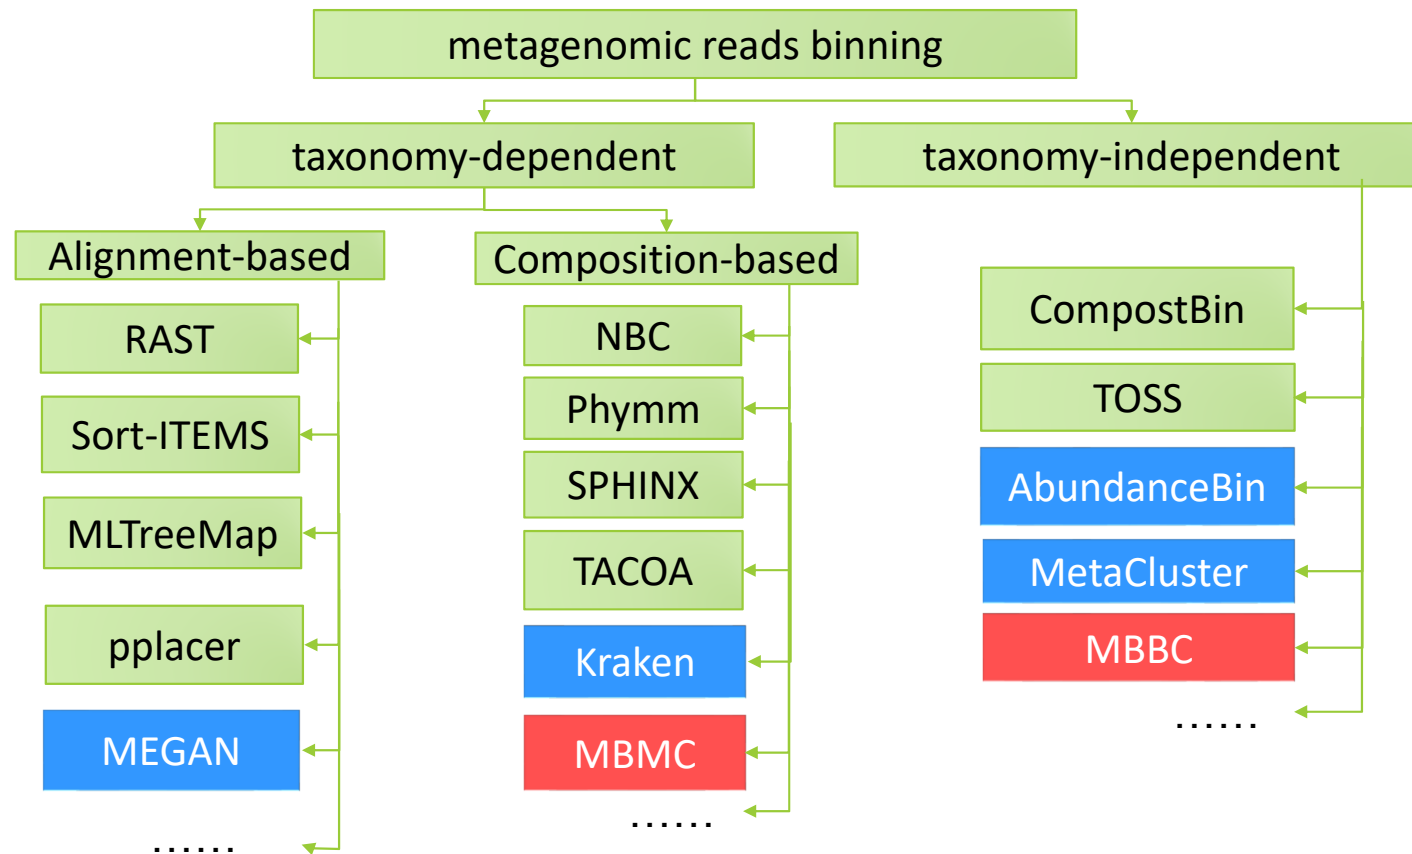 metagenomic reads binning
taxonomy-dependent
taxonomy-independent
Alignment-based
RAST
Sort-ITEMS
MLTreeMap
pplacer
MEGAN
......
Composition-based
NBC
Phymm
SPHINX
TACOA
Kraken
MBMC
......
CompostBin
TOSS
AbundanceBin
MetaCluster
MBBC
......